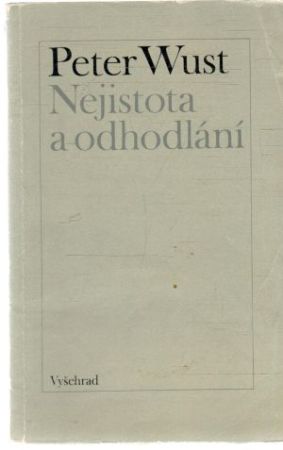 Peter Wust
Nejistota
a odhodlání
Vyšehrad